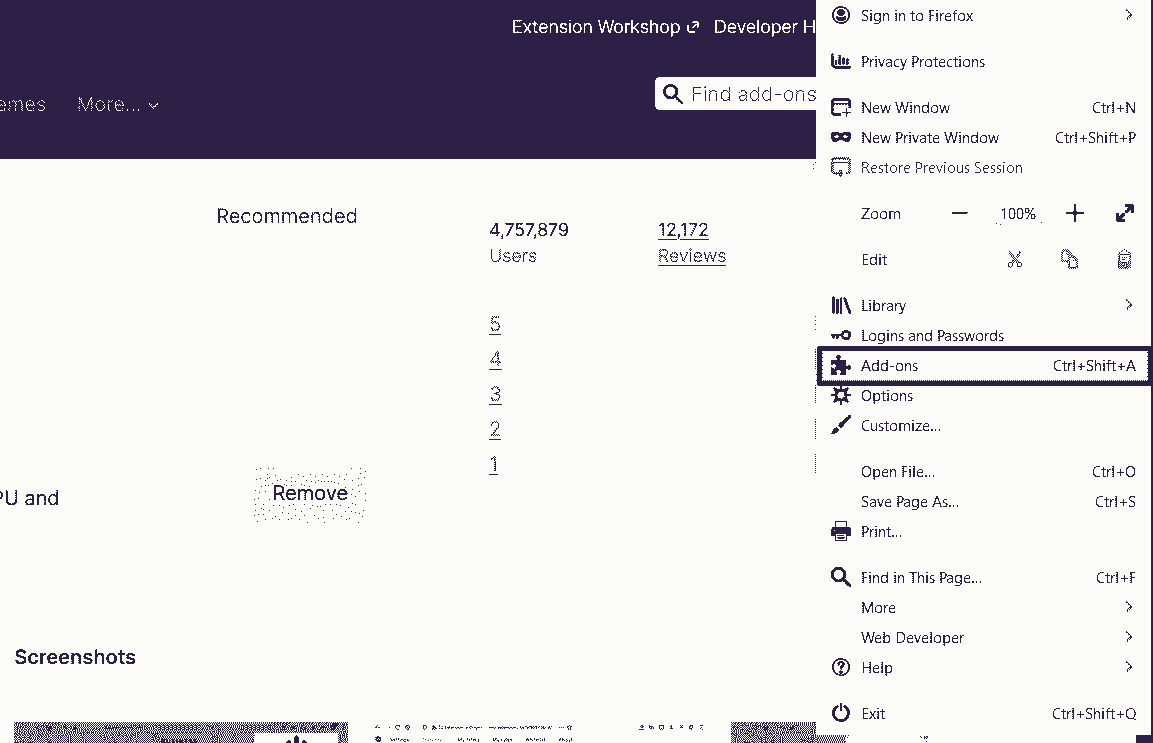 Extension Workshop Developer H
emes More...
Find add-ons
Recommended
4,757,879
Users
12,172
Reviews
5
4
3
2
1
PU and
Remove
Screenshots
Sign in to Firefox
Privacy Protections
New Window Ctrl+N
New Private Window Ctrl+Shift+P
Restore Previous Session
Zoom 100%
Edit
Library
Logins and Passwords
Add-ons Ctrl+Shift+A
Options
Customize...
Open File... Ctrl+O
Save Page As... Ctrl+S
Print...
Find in This Page... Ctrl+F
More
Web Developer
Help
Exit Ctrl+Shift+Q